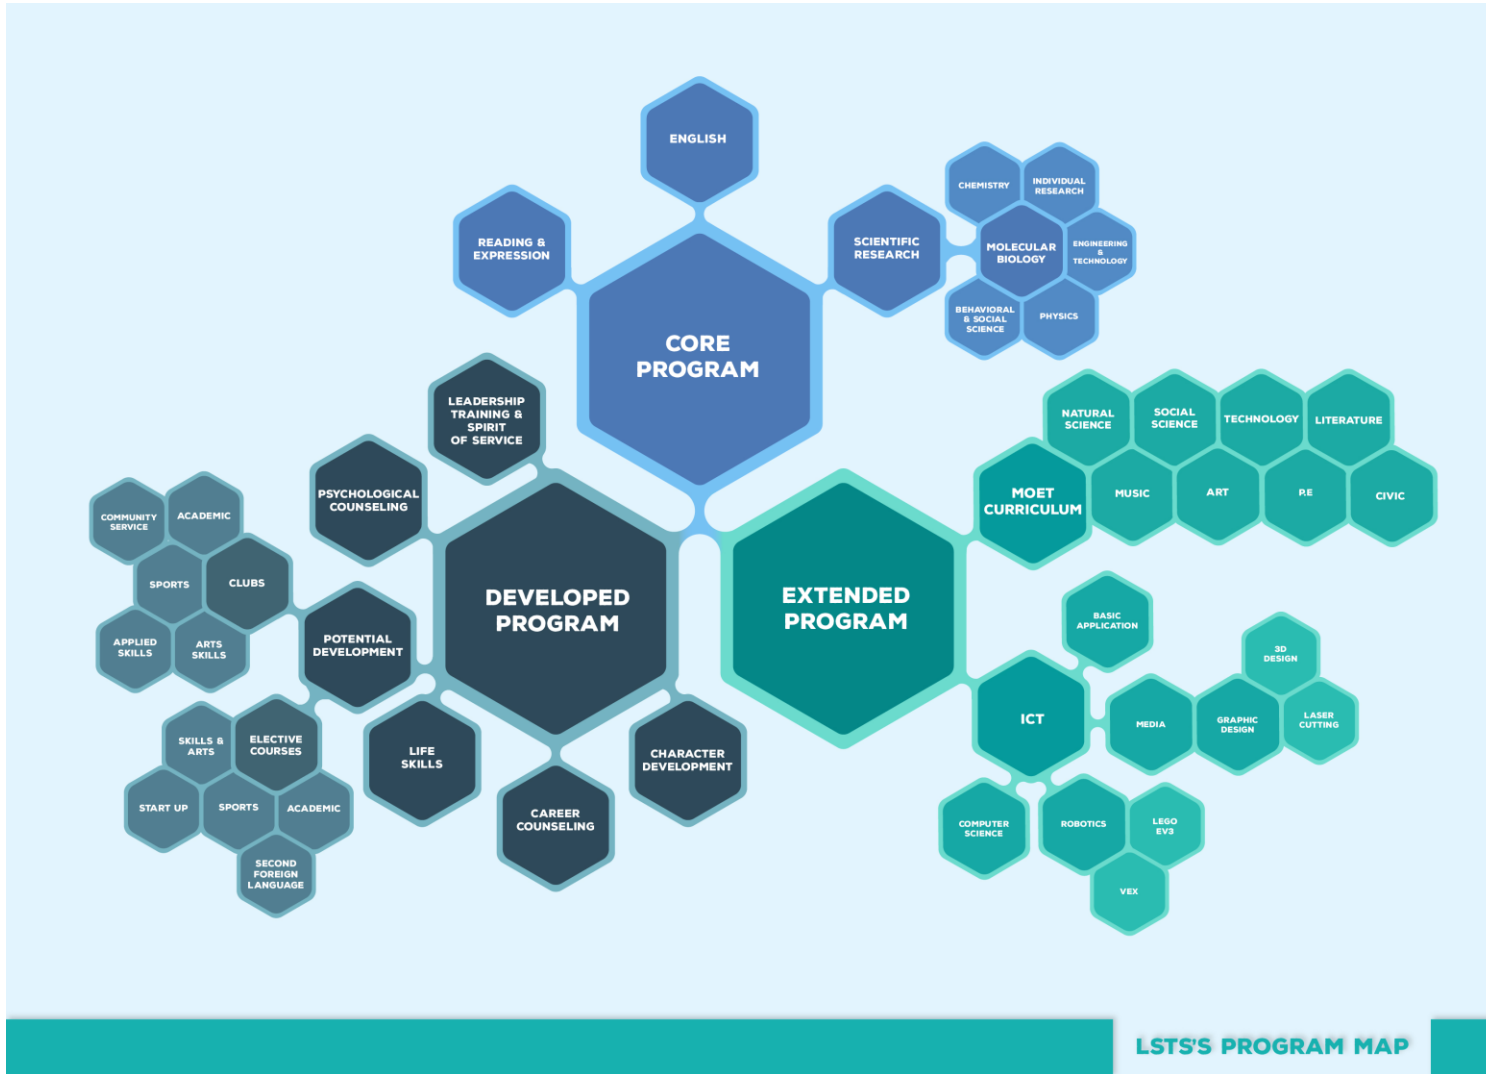 ENGLISH
READING &
EXPRESSION
SCIENTIFIC
RESEARCH
CHEMISTRY
INDIVIDUAL
RESEARCH
MOLECULAR
BIOLOGY
ENGINEERING
&
TECHNOLOGY
BEHAVIORAL
& SOCIAL
SCIENCE
PHYSICS
CORE
PROGRAM
LEADERSHIP
TRAINING &
SPIRIT
OF SERVICE
PSYCHOLOGICAL
COUNSELING
COMMUNITY
SERVICE
ACADEMIC
SPORTS
CLUBS
APPLIED
SKILLS
ARTS
SKILLS
POTENTIAL
DEVELOPMENT
DEVELOPED
PROGRAM
SKILLS &
ARTS
ELECTIVE
COURSES
START UP
SPORTS
ACADEMIC
SECOND
FOREIGN
LANGUAGE
LIFE
SKILLS
CAREER
COUNSELING
CHARACTER
DEVELOPMENT
EXTENDED
PROGRAM
NATURAL
SCIENCE
SOCIAL
SCIENCE
TECHNOLOGY
LITERATURE
MOET
CURRICULUM
MUSIC
ART
P.E
CIVIC
BASIC
APPLICATION
ICT
MEDIA
GRAPHIC
DESIGN
3D
DESIGN
LASER
CUTTING
COMPUTER
SCIENCE
ROBOTICS
LEGO
EV3
VEX
LSTS'S PROGRAM MAP